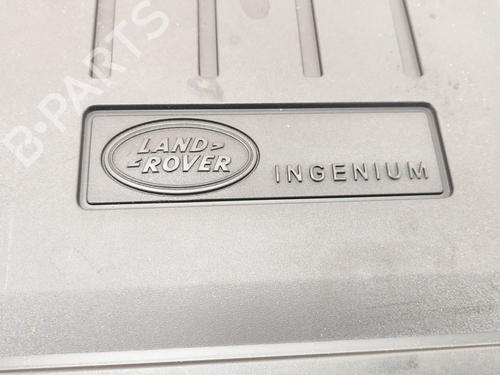 B-PARTS
LAND
ROVER
INGENIUM